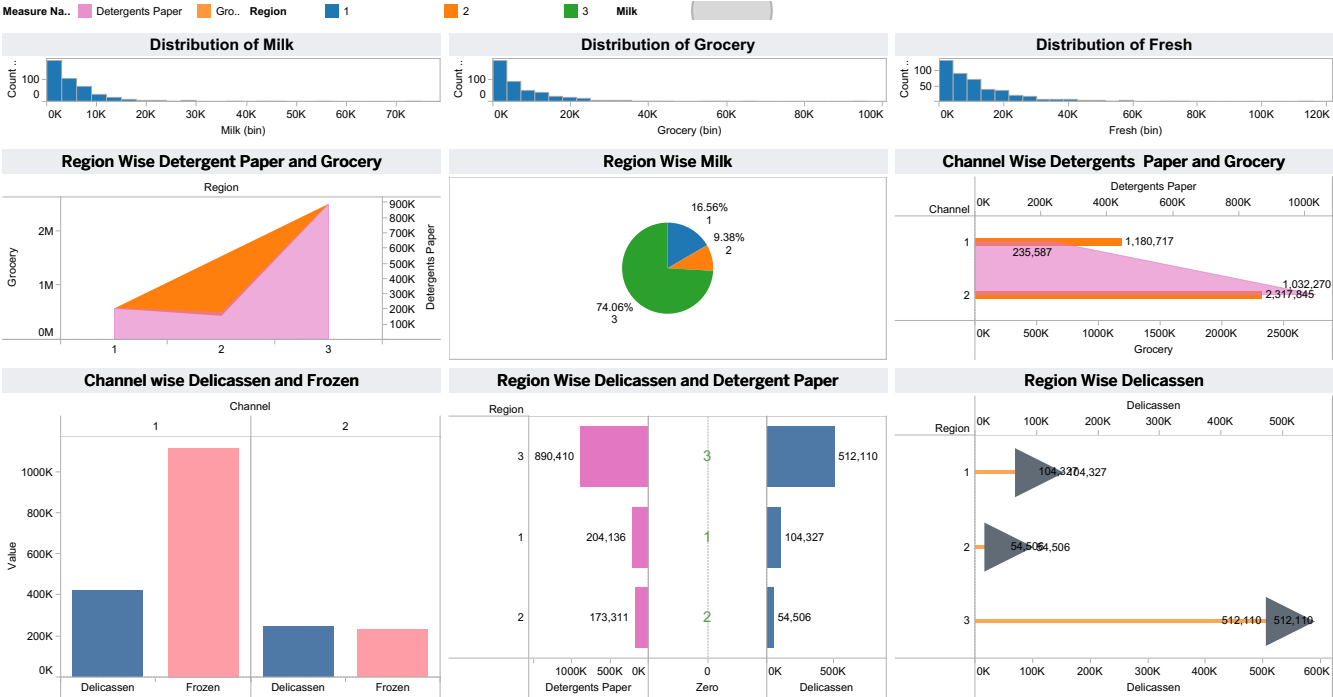 Measure Na.. Detergents Paper Gro.. Region 1 2 3 Milk
Distribution of Milk
Count ..
100
0
0K 10K 20K 30K 40K 50K 60K 70K
Milk (bin)
Distribution of Grocery
Count ..
100
0
0K 20K 40K 60K 80K 100K
Grocery (bin)
Distribution of Fresh
Count ..
100
50
0K 20K 40K 60K 80K 100K 120K
Fresh (bin)
Region Wise Detergent Paper and Grocery
Region
Grocery
2M
1M
0M
900K
800K
700K
600K
500K
400K
300K
200K
100K
Detergents Paper
1 2 3
Region Wise Milk
16.56%
1
9.38%
2
74.06%
3
Channel Wise Detergents Paper and Grocery
Detergents Paper
Channel
0K 200K 400K 600K 800K 1000K
1
1,180,717
235,587
1,032,270
2
2,317,845
0K 500K 1000K 1500K 2000K 2500K
Grocery
Channel wise Delicassen and Frozen
Channel
1 2
Value
1000K
800K
600K
400K
200K
0K
Delicassen Frozen Delicassen Frozen
Region Wise Delicassen and Detergent Paper
Region
3 890,410 3 512,110
1 204,136 1 104,327
2 173,311 2 54,506
1000K 500K 0K 0 0K 500K
Detergents Paper Zero Delicassen
Region Wise Delicassen
Delicassen
Region
0K 100K 200K 300K 400K 500K
1 104,327 104,327
2 54,506 54,506
3 512,110 512,110
0K 100K 200K 300K 400K 500K 600K
Delicassen